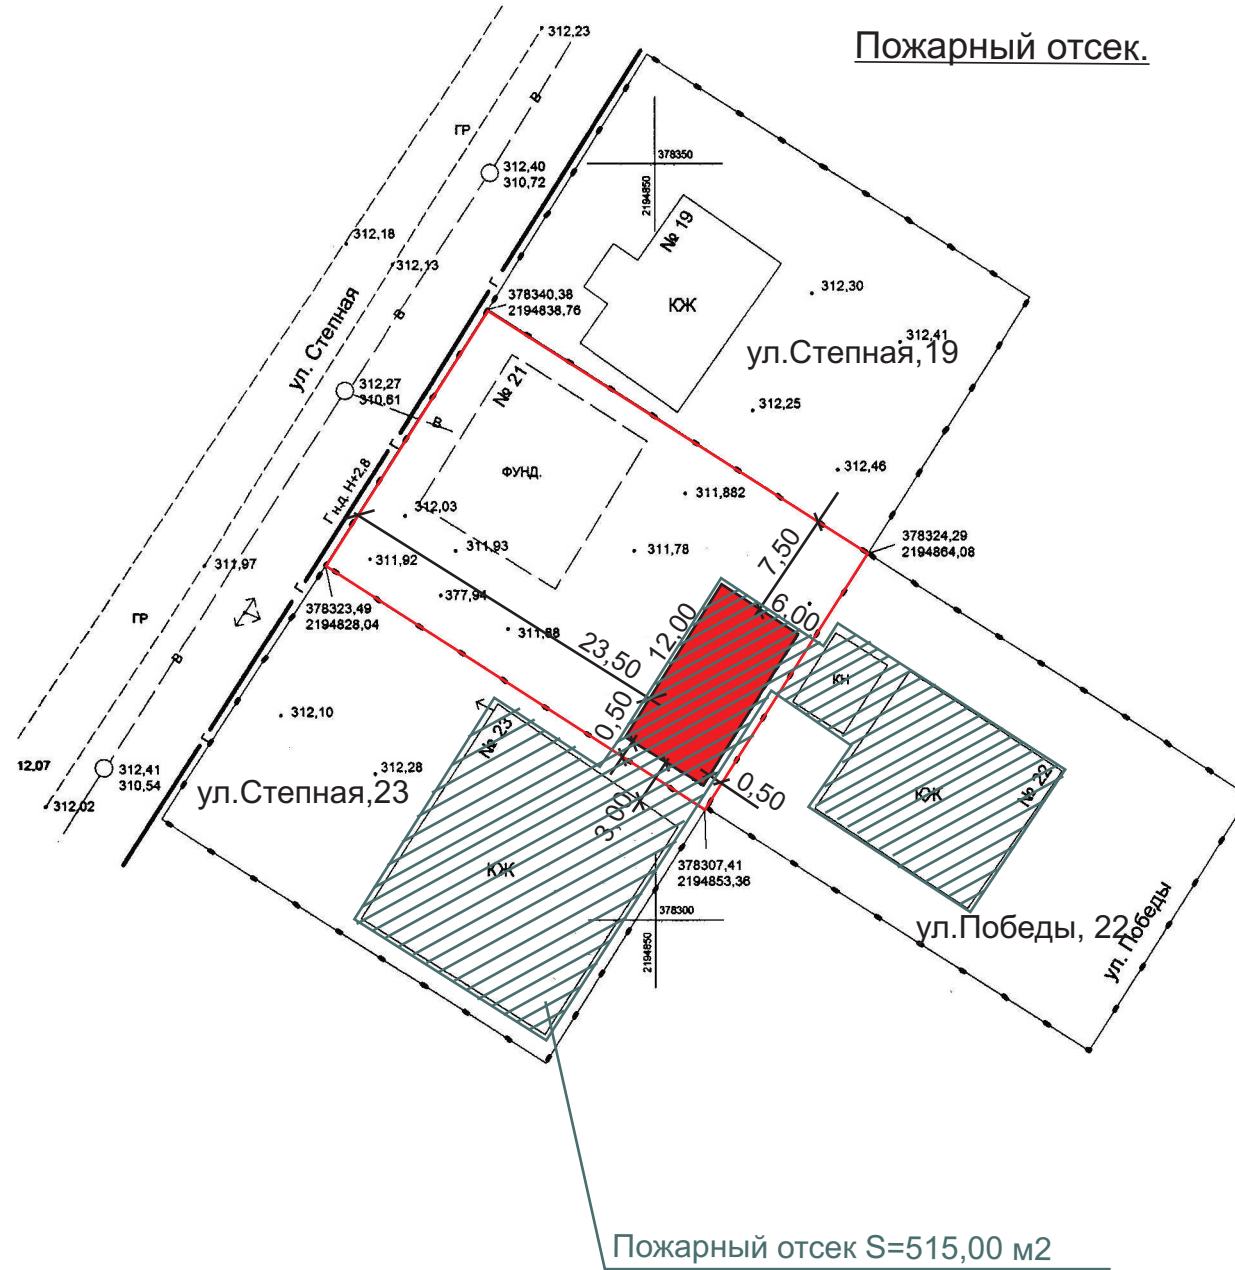 Пожарный отсек.
312,23
В
ГР
312,40
310,72
378350
2194850
312,18
312,13
№ 19
КЖ
Г
378340,38
2194838,76
312,30
312,41
ул.Степная,19
ул. Степная
В
312,27
310,61
№ 21
312,25
В
Г
ФУНД.
312,46
Г н.д. Н+2,8
311,882
312,03
7,50
378324,29
2194864,08
311,93
311,78
311,92
311,97
Г
377,94
378323,49
2194828,04
6,00
12,00
ГР
311,88
23,50
В
КН
0,50
312,10
№ 23
Г
12,07
312,41
310,54
312,28
0,50
№ 22
КЖ
312,02
ул.Степная,23
3,00
КЖ
378307,41
2194853,36
378300
2194850
ул.Победы, 22
ул. Победы
Пожарный отсек S=515,00 м2